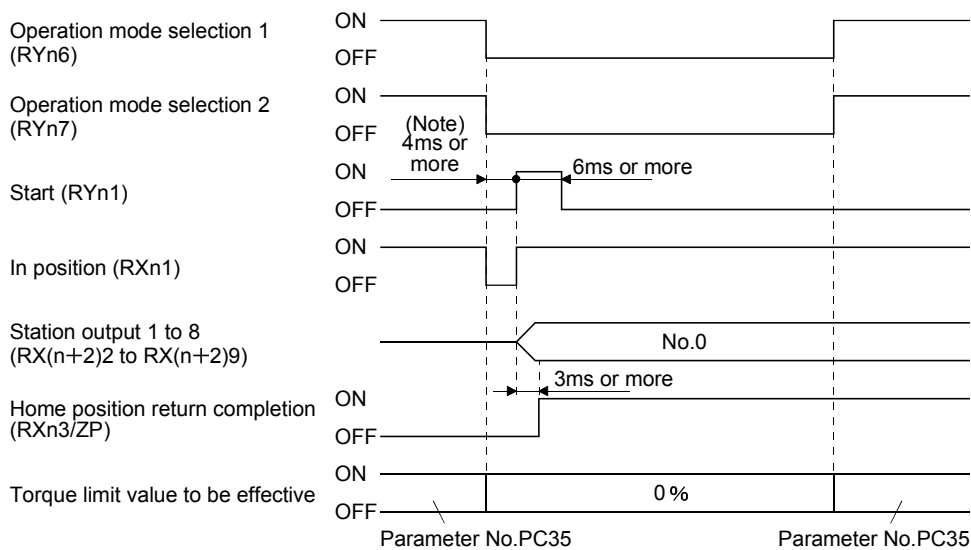 Operation mode selection 1
(RYn6)
ON
OFF
Operation mode selection 2
(RYn7)
ON
OFF
(Note)
4ms or
more
Start (RYn1)
ON
OFF
6ms or more
In position (RXn1)
ON
OFF
Station output 1 to 8
(RX(n+2)2 to RX(n+2)9)
No.0
3ms or more
Home position return completion
(RXn3/ZP)
ON
OFF
Torque limit value to be effective
ON
OFF
0%
Parameter No.PC35
Parameter No.PC35